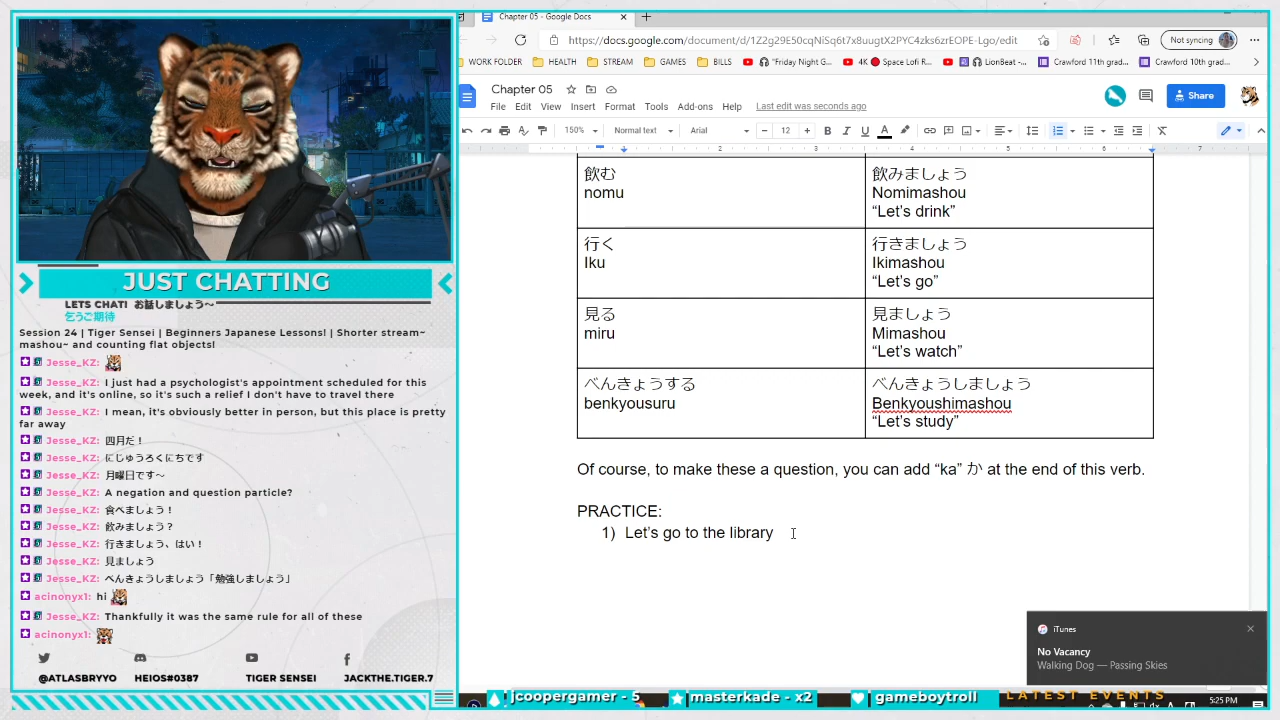 JUST CHATTING
LETS CHAT! お話しましょう〜
乞うご期待
Session 24 | Tiger Sensei | Beginners Japanese Lessons! | Shorter stream~
mashou~ and counting flat objects!
Jesse_KZ:
Jesse_KZ: I just had a psychologist's appointment scheduled for this
week, and it's online, so it's such a relief I don't have to travel there
Jesse_KZ: I mean, it's obviously better in person, but this place is pretty
far away
Jesse_KZ: 四月だ！
Jesse_KZ: にじゅうろくにちです
Jesse_KZ: 月曜日です〜
Jesse_KZ: A negation and question particle?
Jesse_KZ: 食べましょう！
Jesse_KZ: 飲みましょう？
Jesse_KZ: 行きましょう、はい！
Jesse_KZ: 見ましょう
Jesse_KZ: べんきょうしましょう「勉強しましょう」
acinonyx1: hi
Jesse_KZ: Thankfully it was the same rule for all of these
acinonyx1:
@ATLASBRYYO HEIOS#0387 TIGER SENSEI JACKTHE.TIGER.7
Chapter 05 - Google Docs
https://docs.google.com/document/d/1Z2g29E50cqNiSq6t7x8uugtX2PYC4zks6zrEOPE-Lgo/edit
Not syncing
WORK FOLDER HEALTH STREAM GAMES BILLS "Friday Night G... 4K Space Lofi R... LionBeat -... Crawford 11th grad... Crawford 10th grad...
Chapter 05
File Edit View Insert Format Tools Add-ons Help Last edit was seconds ago
Share
150% Normal text Arial 12 B I U A
2 3 4 5 6 7
飲む
nomu
飲みましょう
Nomimashou
“Let’s drink”
行く
Iku
行きましょう
Ikimashou
“Let’s go”
見る
miru
見ましょう
Mimashou
“Let’s watch”
べんきょうする
benkyousuru
べんきょうしましょう
Benkyoushimashou
“Let’s study”
Of course, to make these a question, you can add “ka” か at the end of this verb.
PRACTICE:
1) Let’s go to the library
iTunes
No Vacancy
Walking Dog — Passing Skies
jcoopergamer - 5 masterkade - x2 gameboytroll LATEST EVENTS
5:25 PM